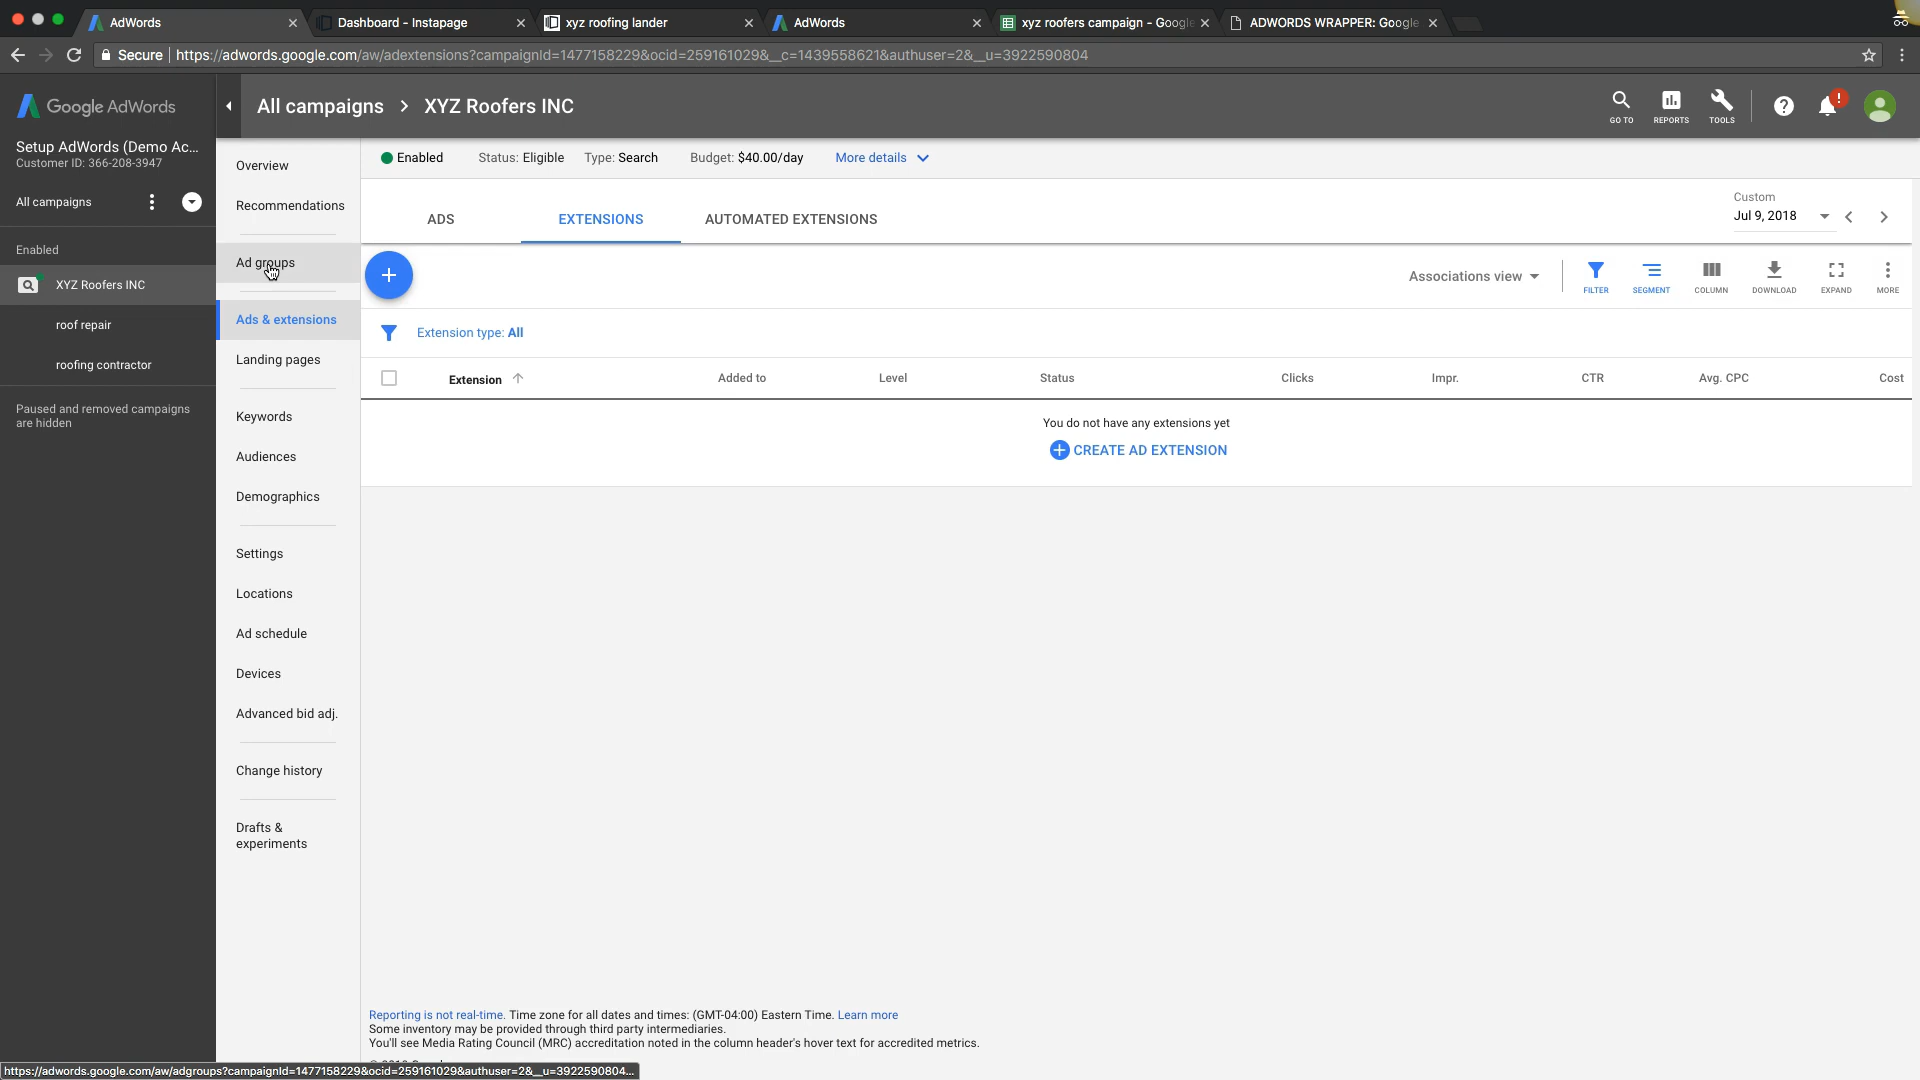 AdWords
Dashboard - Instapage
xyz roofing lander
AdWords
xyz roofers campaign - Google
ADWORDS WRAPPER: Google
Secure
https://adwords.google.com/aw/adextensions?campaignId=1477158229&ocid=259161029&__c=1439558621&authuser=2&__u=3922590804
Google AdWords
All campaigns > XYZ Roofers INC
GO TO
REPORTS
TOOLS
?
!
Setup AdWords (Demo Ac...
Customer ID: 366-208-3947
All campaigns
Enabled
XYZ Roofers INC
roof repair
roofing contractor
Paused and removed campaigns
are hidden
Overview
Recommendations
Ad groups
Ads & extensions
Landing pages
Keywords
Audiences
Demographics
Settings
Locations
Ad schedule
Devices
Advanced bid adj.
Change history
Drafts &
experiments
Enabled Status: Eligible Type: Search Budget: $40.00/day More details
ADS
EXTENSIONS
AUTOMATED EXTENSIONS
Custom
Jul 9, 2018
Associations view
FILTER
SEGMENT
COLUMN
DOWNLOAD
EXPAND
MORE
Extension type: All
Extension Added to Level Status Clicks Impr. CTR Avg. CPC Cost
You do not have any extensions yet
CREATE AD EXTENSION
Reporting is not real-time. Time zone for all dates and times: (GMT-04:00) Eastern Time. Learn more
Some inventory may be provided through third party intermediaries.
You'll see Media Rating Council (MRC) accreditation noted in the column header's hover text for accredited metrics.
https://adwords.google.com/aw/adgroups?campaignId=1477158229&ocid=259161029&authuser=2&__u=3922590804...